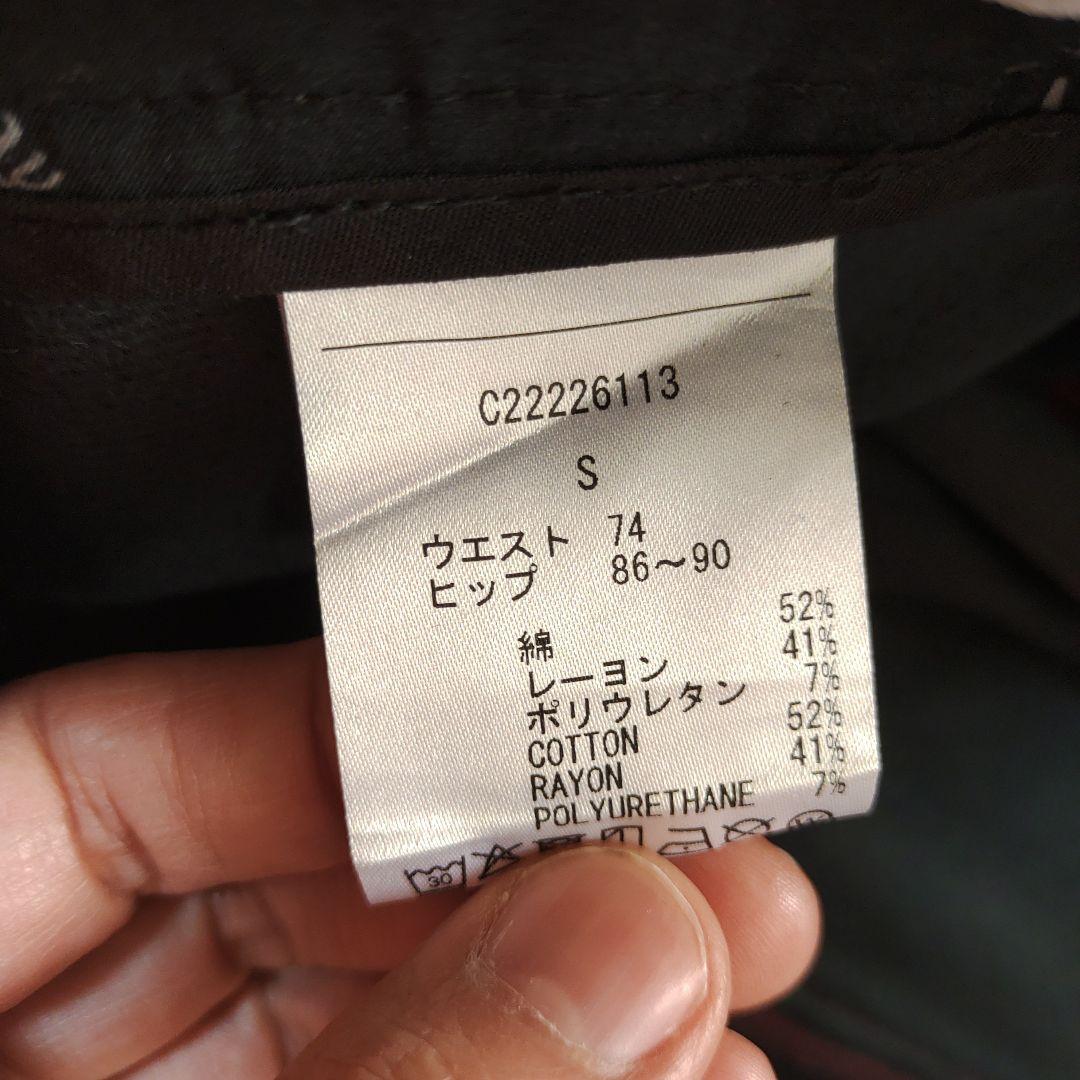 C22226113
S
ウエスト 74
ヒップ 86～90
綿 52%
レーヨン 41%
ポリウレタン 7%
COTTON 52%
RAYON 41%
POLYURETHANE 7%
30